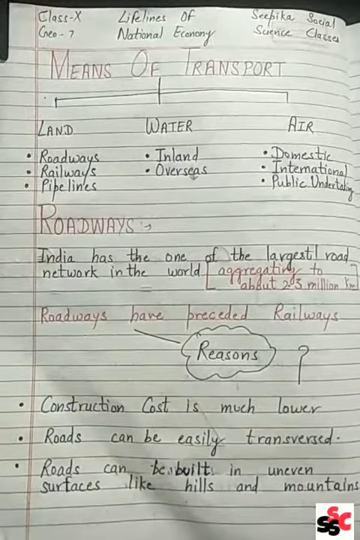 Class-X Lifelines Of Seepika Social
Geo-7 National Economy Science Classes
MEANS OF TRANSPORT
LAND WATER AIR
• Roadways • Inland • Domestic
• Railways • Overseas • International
• Pipelines • Public Undertaking
ROADWAYS :-
India has the one of the largest road
network in the world [aggregating to
about 2.3 million km]
Roadways have preceded Railways
Reasons ?
• Construction Cost is much lower
• Roads can be easily transversed.
• Roads can be built in uneven
surfaces like hills and mountains
SSSC